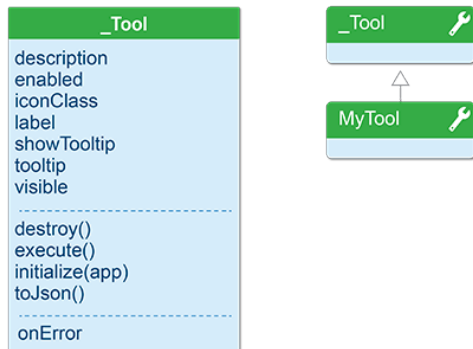 _Tool
description
enabled
iconClass
label
showTooltip
tooltip
visible
destroy()
execute()
initialize(app)
toJson()
onError
_Tool
MyTool